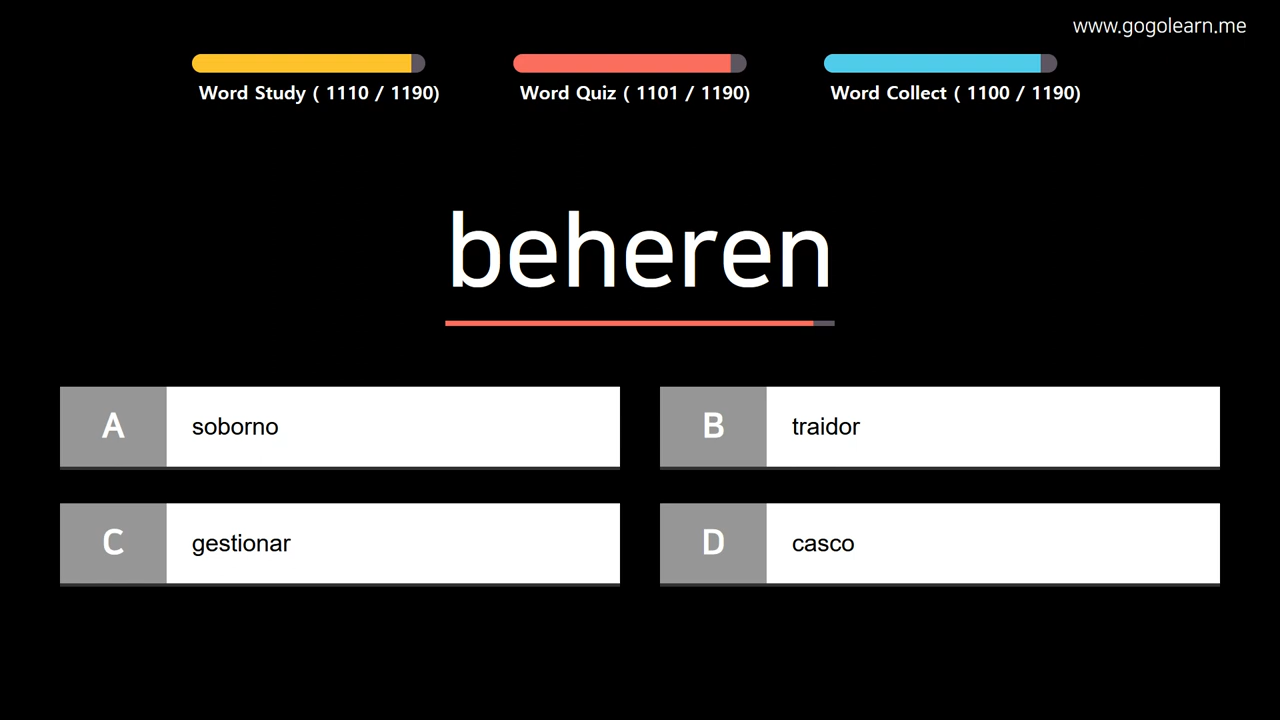 www.gogolearn.me
Word Study ( 1110 / 1190)
Word Quiz ( 1101 / 1190)
Word Collect ( 1100 / 1190)
beheren
A soborno
B traidor
C gestionar
D casco